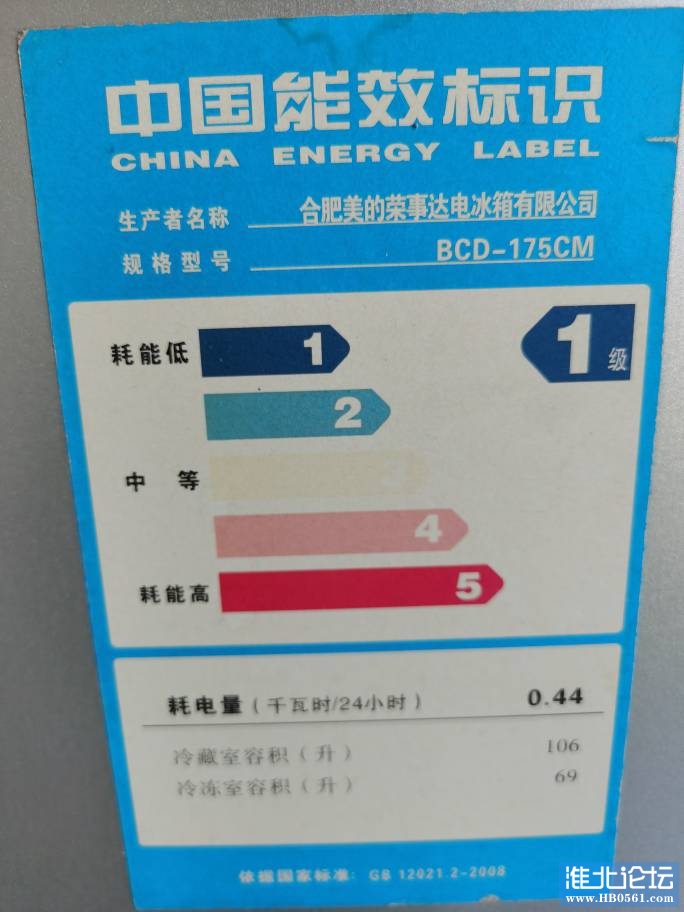 中国能效标识
CHINA ENERGY LABEL
生产者名称 合肥美的荣事达电冰箱有限公司
规格型号 BCD-175CM
耗能低 1 1级
2
中等 3
4
耗能高 5
耗电量（千瓦时/24小时） 0.44
冷藏室容积（升） 106
冷冻室容积（升） 69
依据国家标准: GB 12021.2-2008
淮北论坛
www.HB0561.com